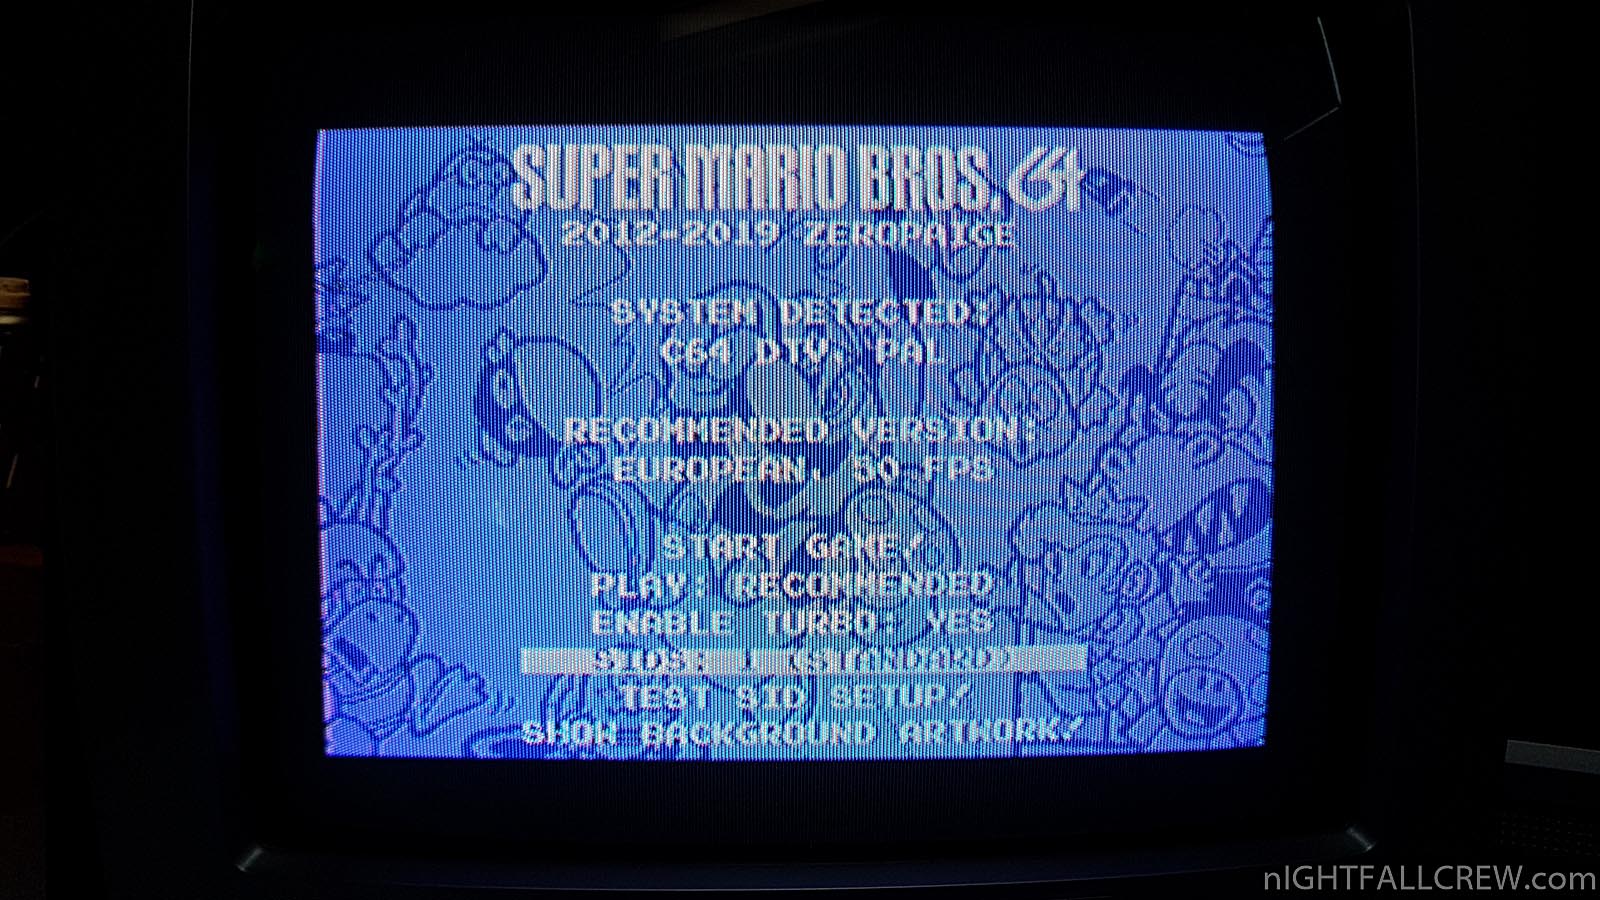 SUPER MARIO BROS. 64
2012-2019 ZEROPAIGE
SYSTEM DETECTED:
C64 DTV, PAL
RECOMMENDED VERSION:
EUROPEAN, 50 FPS
START GAME/
PLAY: RECOMMENDED
ENABLE TURBO: YES
SIDS: 1 (STANDARD)
TEST SID SETUP/
SHOW BACKGROUND ARTWORK/
nIGHTFALLCREW.com